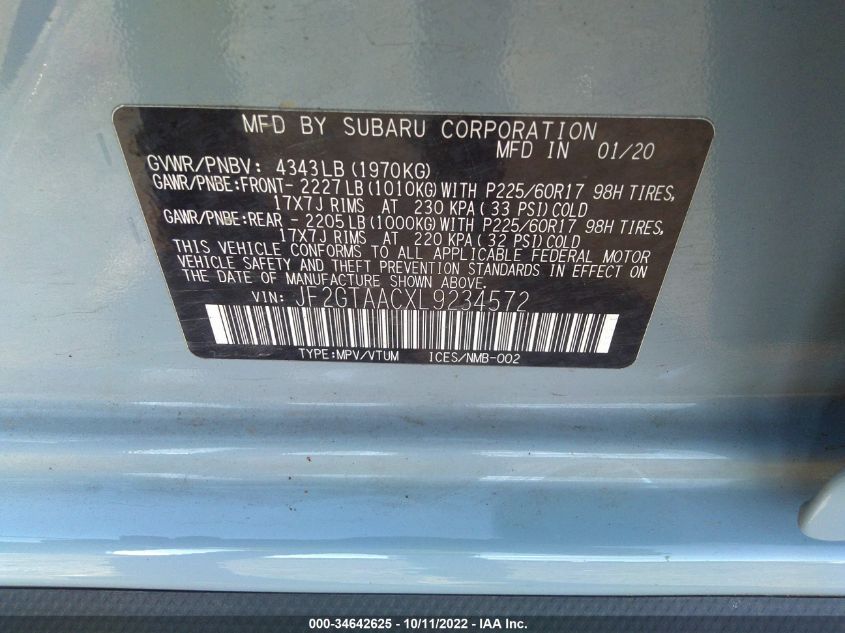 MFD BY SUBARU CORPORATION
MFD IN 01/20
GVWR/PNBV: 4343LB(1970KG)
GAWR/PNBE:FRONT- 2227LB(1010KG)WITH P225/60R17 98H TIRES,
17X7J RIMS AT 230 KPA( 33 PSI)COLD
GAWR/PNBE:REAR - 2205LB(1000KG)WITH P225/60R17 98H TIRES,
17X7J RIMS AT 220 KPA( 32 PSI)COLD
THIS VEHICLE CONFORMS TO ALL APPLICABLE FEDERAL MOTOR
VEHICLE SAFETY AND THEFT PREVENTION STANDARDS IN EFFECT ON
THE DATE OF MANUFACTURE SHOWN ABOVE.
VIN: JF2GTAACXL9234572
TYPE:MPV/VTUM ICES/NMB-002
000-34642625 - 10/11/2022 - IAA Inc.